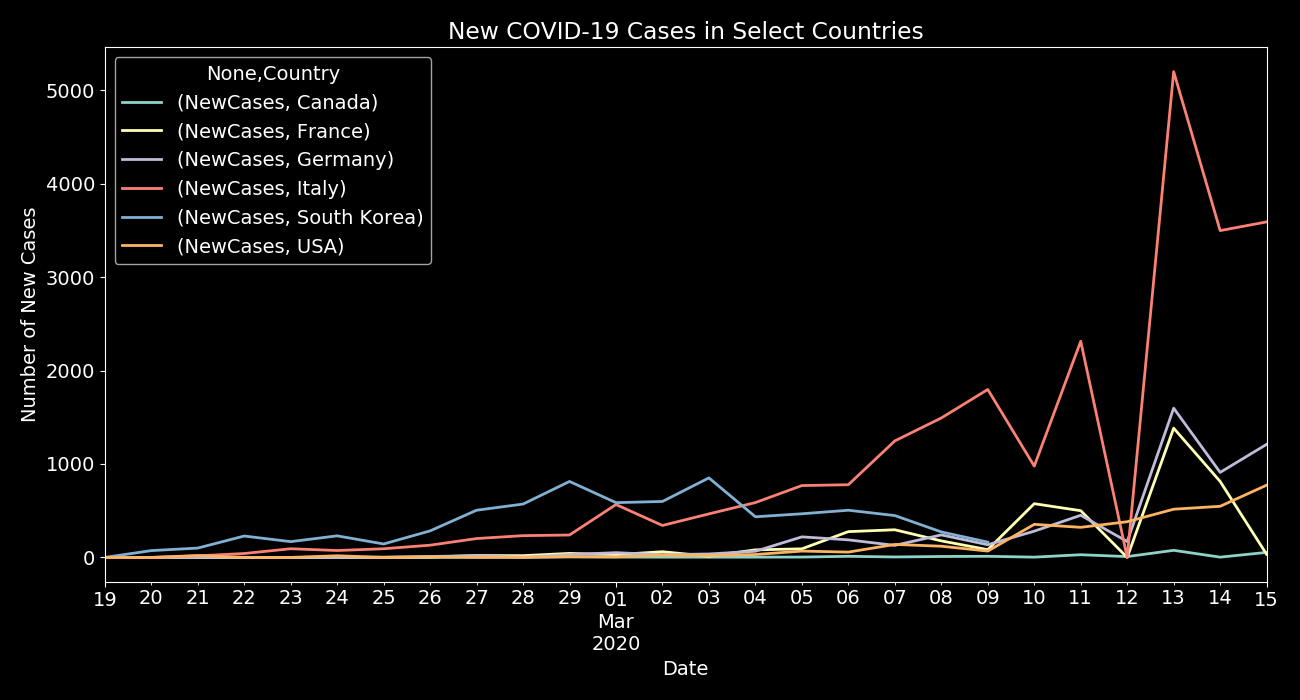 New COVID-19 Cases in Select Countries
None,Country
(NewCases, Canada)
(NewCases, France)
(NewCases, Germany)
(NewCases, Italy)
(NewCases, South Korea)
(NewCases, USA)
Number of New Cases
5000
4000
3000
2000
1000
0
19 20 21 22 23 24 25 26 27 28 29 01 02 03 04 05 06 07 08 09 10 11 12 13 14 15
Mar
2020
Date